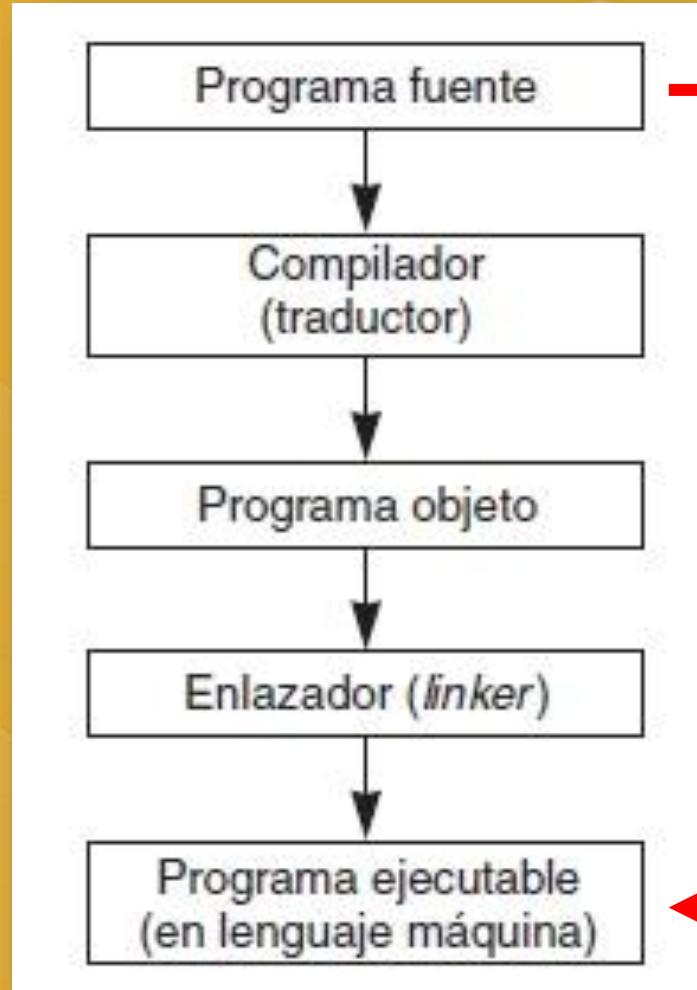 Programa fuente
Compilador
(traductor)
Programa objeto
Enlazador (linker)
Programa ejecutable
(en lenguaje máquina)